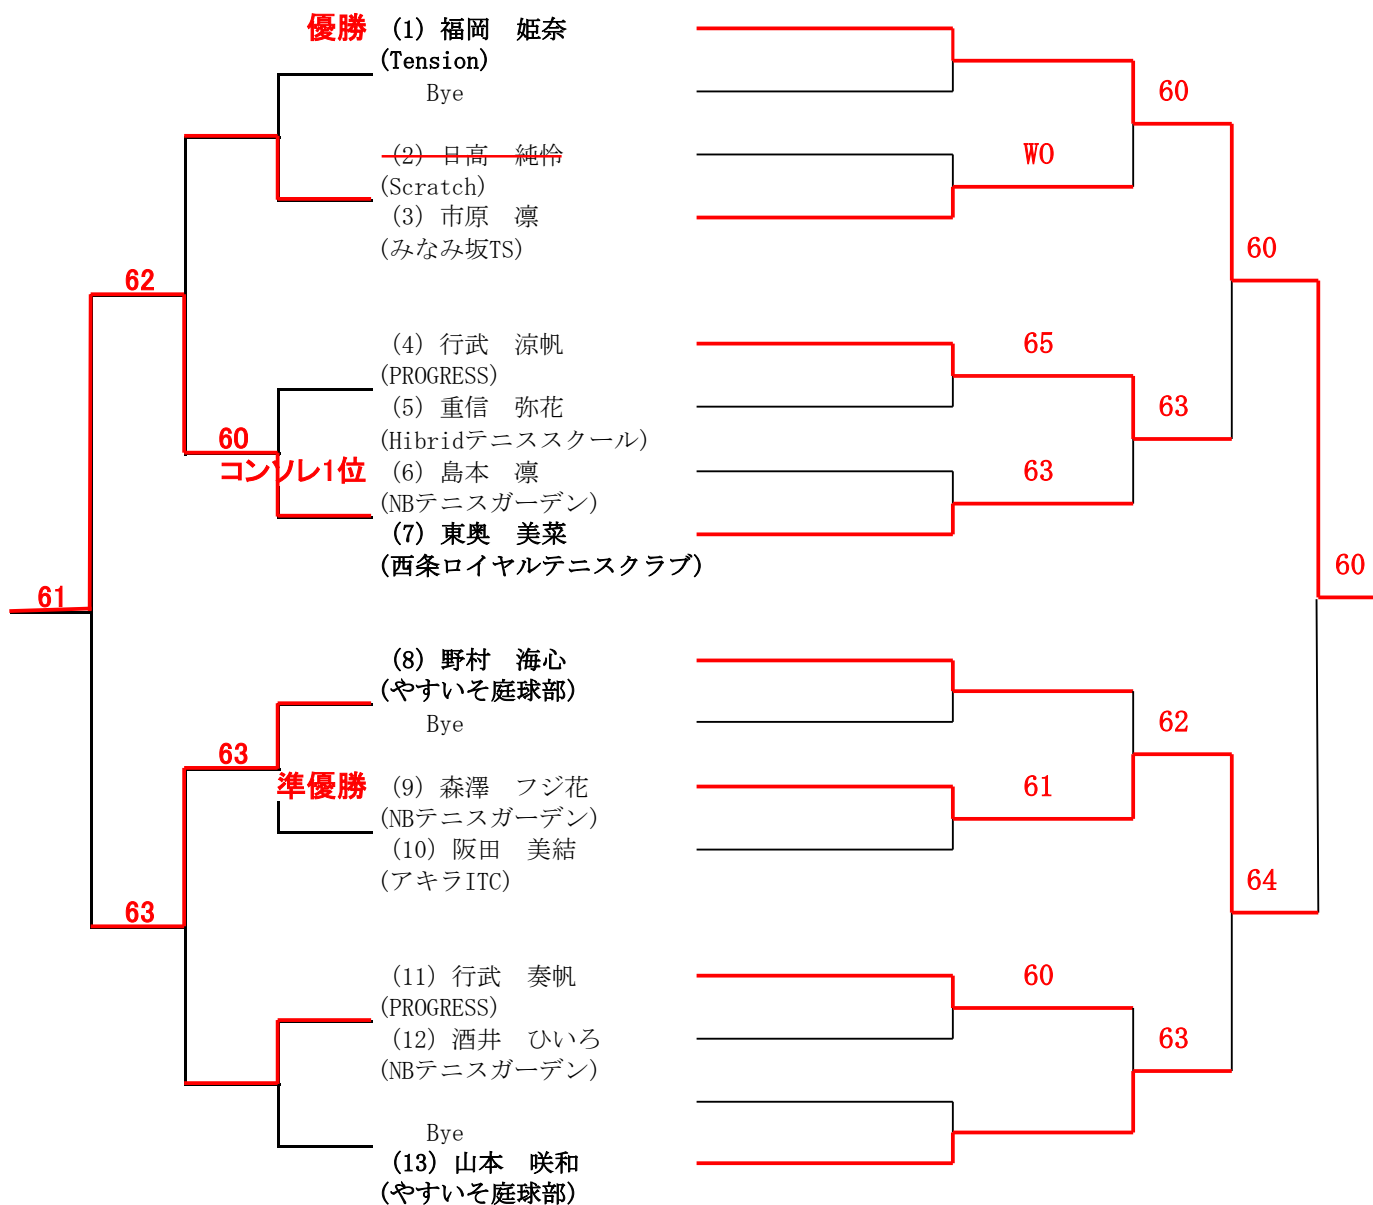 優勝 (1) 福岡　姫奈
(Tension)
Bye
60
(2) 日高　純怜
WO
(Scratch)
(3) 市原　凛
(みなみ坂TS)
60
62
(4) 行武　涼帆
65
(PROGRESS)
(5) 重信　弥花
63
(Hibridテニススクール)
60
コンソレ1位 (6) 島本　凛
63
(NBテニスガーデン)
(7) 東奥　美菜
(西条ロイヤルテニスクラブ)
60
61
(8) 野村　海心
(やすいそ庭球部)
Bye
62
63
準優勝 (9) 森澤　フジ花
61
(NBテニスガーデン)
(10) 阪田　美結
(アキラITC)
64
63
(11) 行武　奏帆
60
(PROGRESS)
(12) 酒井　ひいろ
63
(NBテニスガーデン)
Bye
(13) 山本　咲和
(やすいそ庭球部)